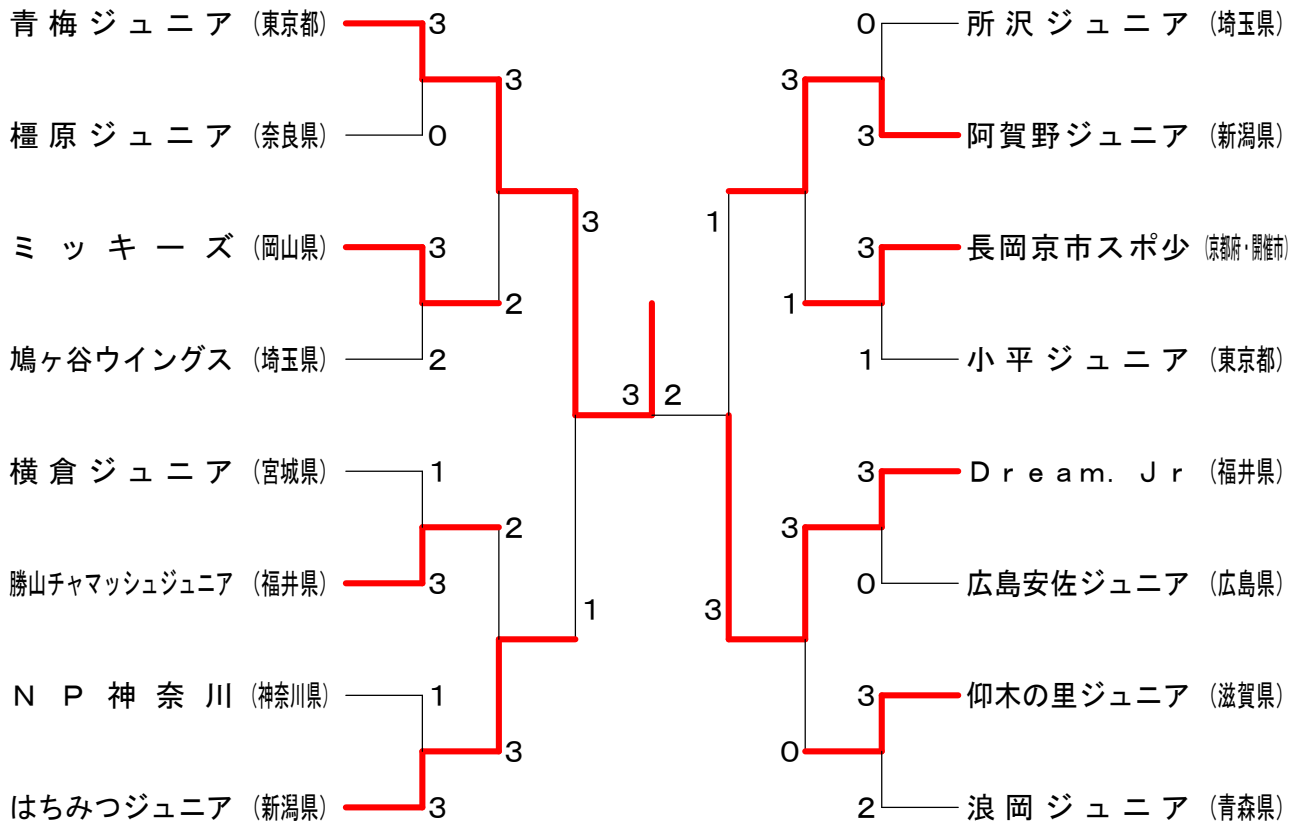 青梅ジュニア (東京都) 3
3
橿原ジュニア (奈良県) 0
3
ミッキーズ (岡山県) 3
2
鳩ヶ谷ウイングス (埼玉県) 2
3 2
横倉ジュニア (宮城県) 1
2
勝山チャマッシュジュニア (福井県) 3
1
NP神奈川 (神奈川県) 1
3
はちみつジュニア (新潟県) 3
0 所沢ジュニア (埼玉県)
3
3 阿賀野ジュニア (新潟県)
1
3 長岡京市スポ少 (京都府・開催市)
1
1 小平ジュニア (東京都)
3 Dream. Jr (福井県)
3
0 広島安佐ジュニア (広島県)
3
3 仰木の里ジュニア (滋賀県)
0
2 浪岡ジュニア (青森県)